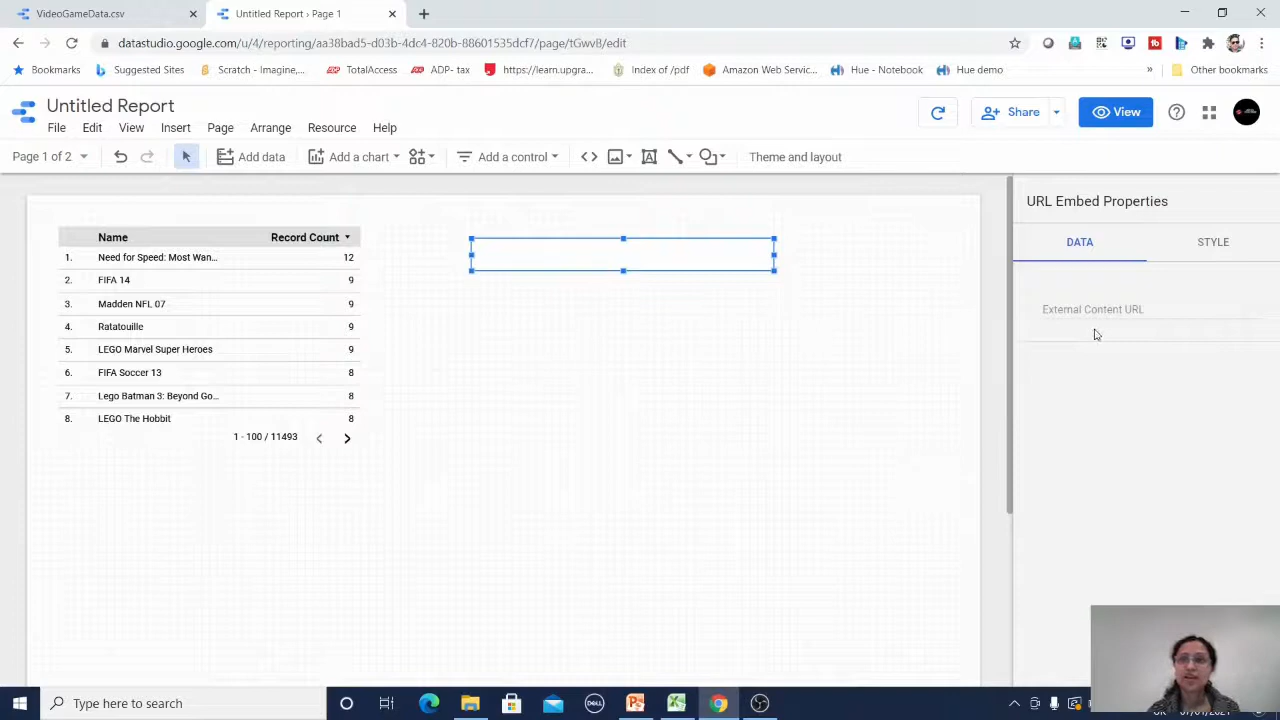 VideoGameData.csv
Untitled Report › Page 1
datastudio.google.com/u/4/reporting/aa38bad5-d03b-4dc4-820b-88601535dcf7/page/tGwvB/edit
Bookmarks
Suggested Sites
Scratch - Imagine,...
TotalAccess
ADP- tax
https://learn.upgra...
Index of /pdf
Amazon Web Servic...
Hue - Notebook
Hue demo
»
Other bookmarks
Untitled Report
Share
View
File Edit View Insert Page Arrange Resource Help
Page 1 of 2
Add data
Add a chart
Add a control
Theme and layout
Name Record Count
1. Need for Speed: Most Wan... 12
2. FIFA 14 9
3. Madden NFL 07 9
4. Ratatouille 9
5. LEGO Marvel Super Heroes 9
6. FIFA Soccer 13 8
7. Lego Batman 3: Beyond Go... 8
8. LEGO The Hobbit 8
1 - 100 / 11493
URL Embed Properties
DATA STYLE
External Content URL
Type here to search